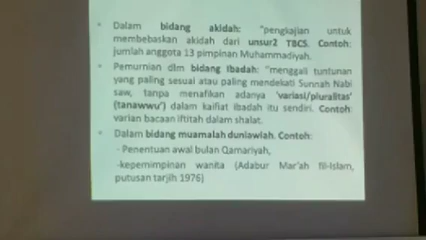 Dalam bidang akidah: "pengkajian untuk
membebaskan akidah dari unsur2 TBCS. Contoh:
jumlah anggota 13 pimpinan Muhammadiyah.
Pemurnian dlm bidang Ibadah: "menggali tuntunan
yang paling sesuai atau paling mendekati Sunnah Nabi
saw, tanpa menafikan adanya 'variasi/pluralitas'
(tanawwu') dalam kaifiat ibadah itu sendiri. Contoh:
varian bacaan iftitah dalam shalat.
Dalam bidang muamalah duniawiah. Contoh:
- Penentuan awal bulan Qamariyah,
-kepemimpinan wanita (Adabur Mar'ah fil-Islam,
putusan tarjih 1976)